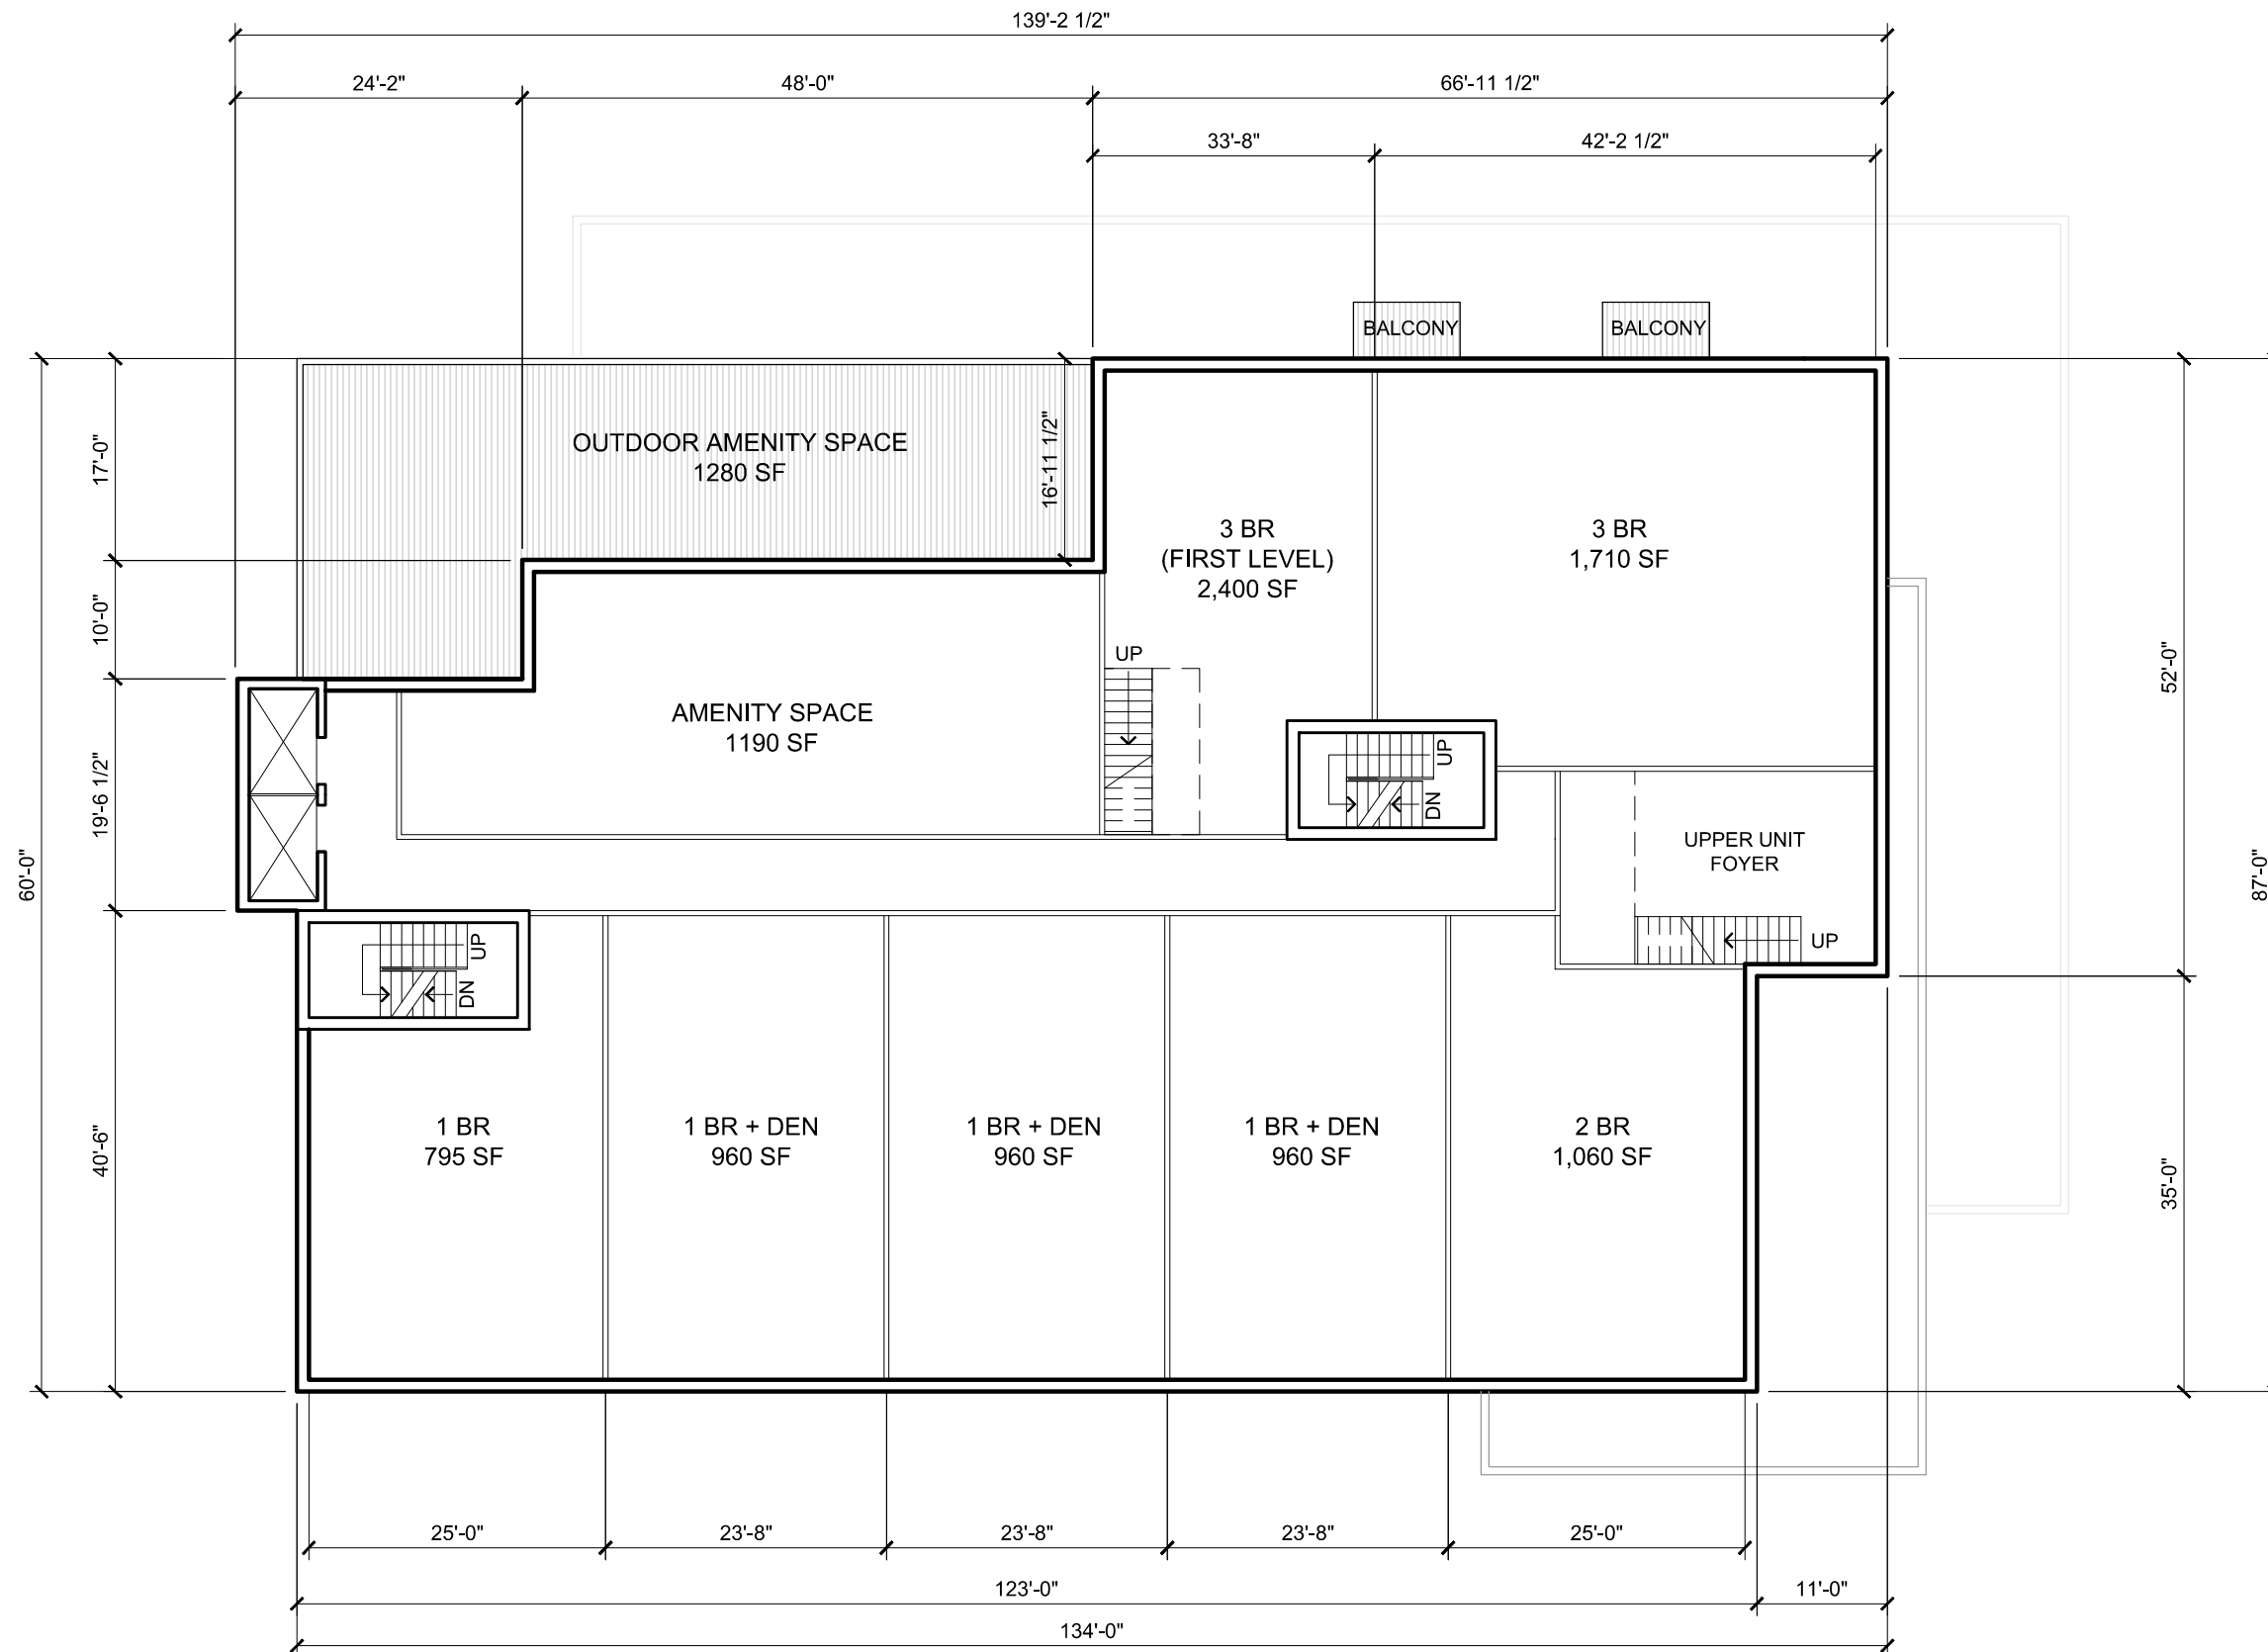 139'-2 1/2"
24'-2"
48'-0"
66'-11 1/2"
33'-8"
42'-2 1/2"
BALCONY
BALCONY
17'-0"
10'-0"
19'-6 1/2"
40'-6"
60'-0"
OUTDOOR AMENITY SPACE
1280 SF
16'-11 1/2"
3 BR
(FIRST LEVEL)
2,400 SF
3 BR
1,710 SF
52'-0"
35'-0"
87'-0"
UP
AMENITY SPACE
1190 SF
UP
DN
UPPER UNIT
FOYER
UP
UP
DN
1 BR
795 SF
1 BR + DEN
960 SF
1 BR + DEN
960 SF
1 BR + DEN
960 SF
2 BR
1,060 SF
25'-0"
23'-8"
23'-8"
23'-8"
25'-0"
123'-0"
11'-0"
134'-0"